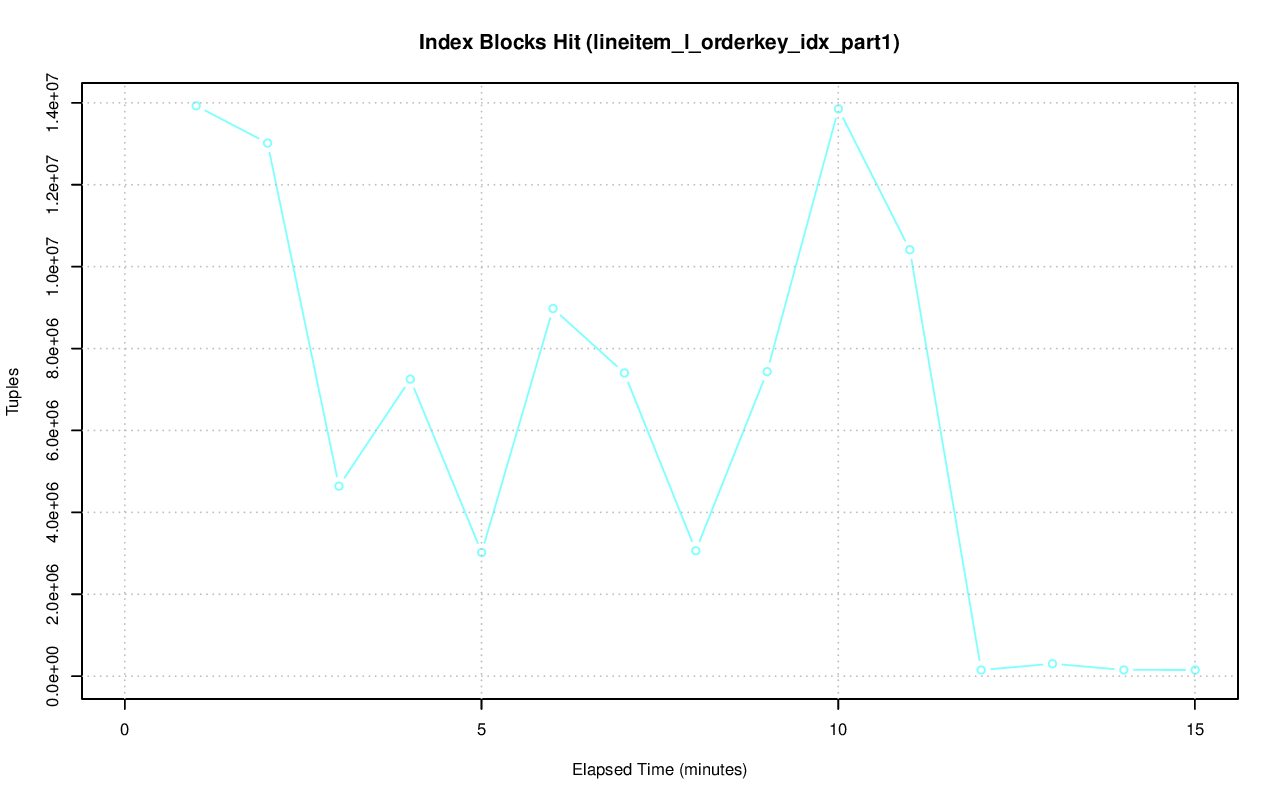 Index Blocks Hit (lineitem_l_orderkey_idx_part1)
1.4e+07
1.2e+07
1.0e+07
8.0e+06
6.0e+06
4.0e+06
2.0e+06
0.0e+00
Tuples
0 5 10 15
Elapsed Time (minutes)